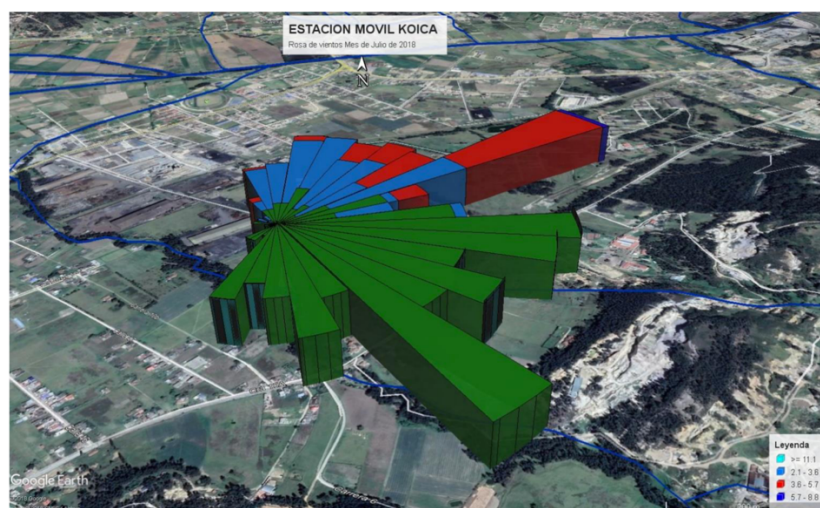 ESTACION MOVIL KOICA
Rosa de vientos Mes de Julio de 2018
N
Leyenda
>= 11.1
2.1 - 3.6
3.6 - 5.7
5.7 - 8.8
Google Earth